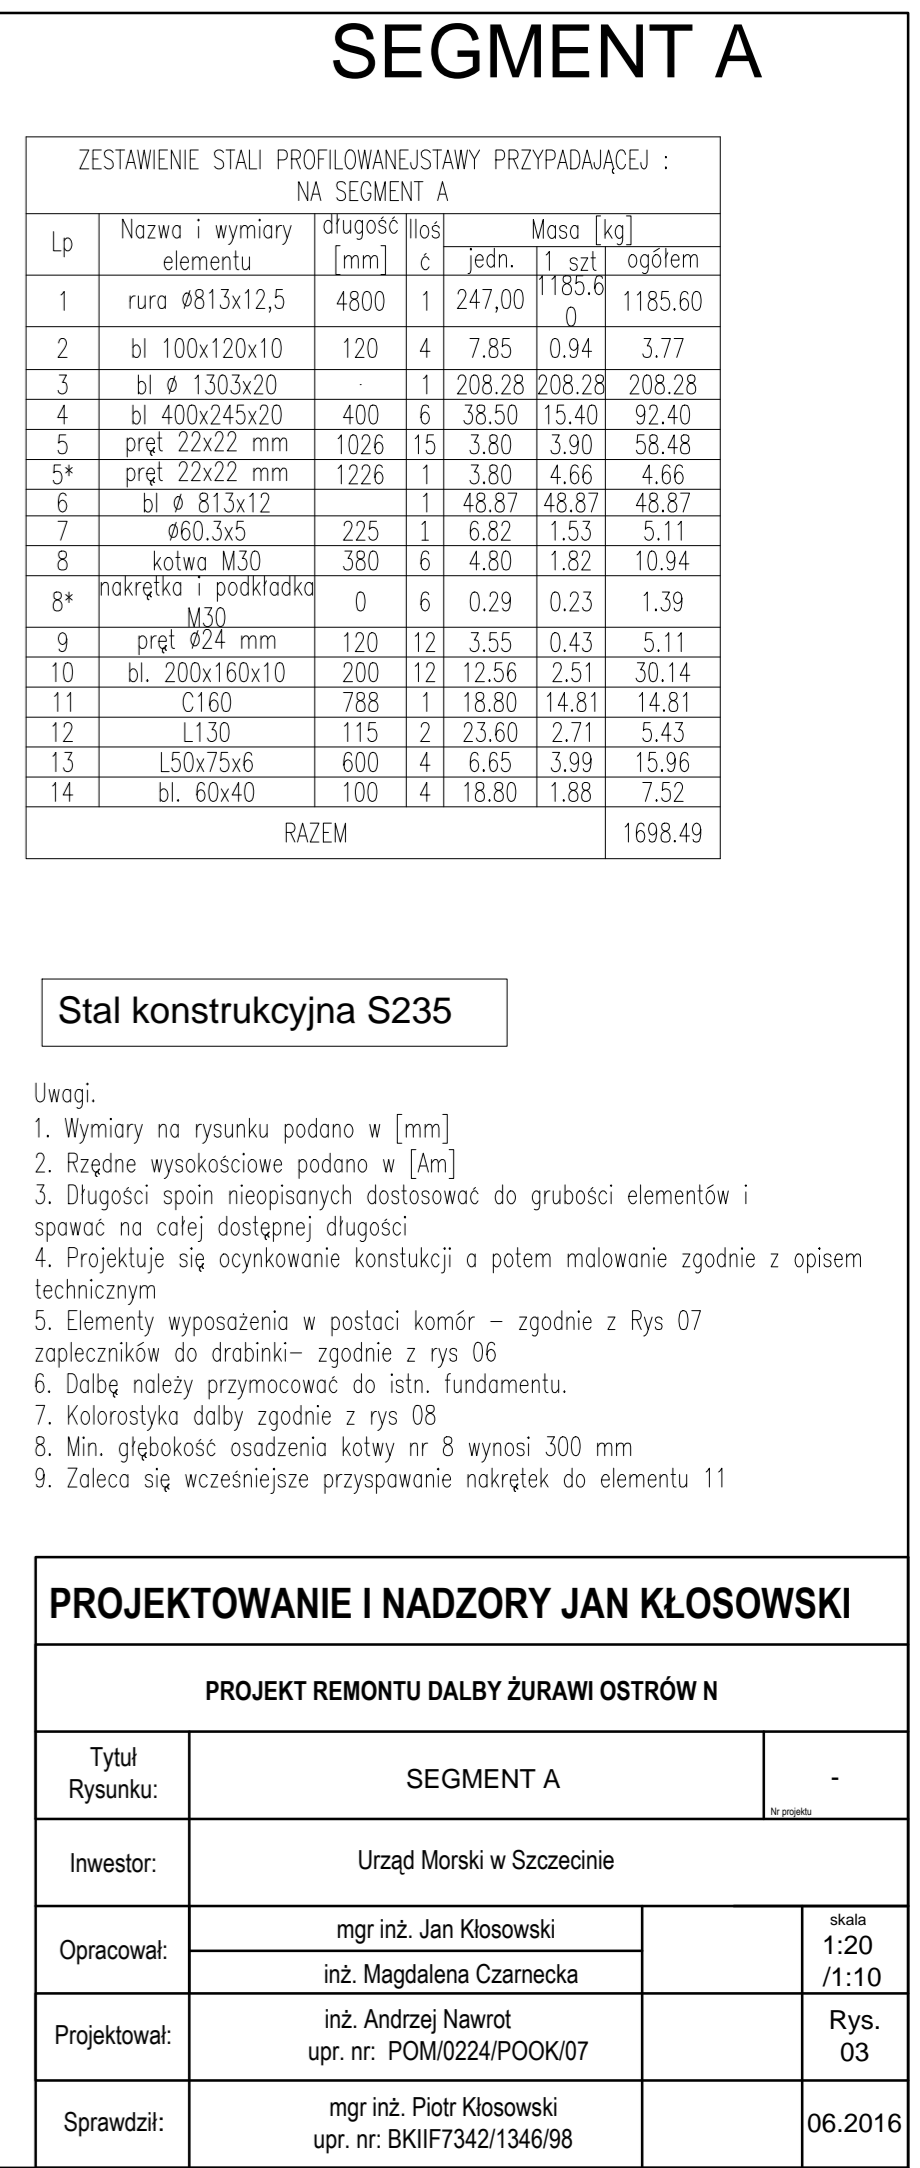 SEGMENT A
ZESTAWIENIE STALI PROFILOWANEJSTAWY PRZYPADAJĄCEJ :
NA SEGMENT A
Lp Nazwa i wymiary elementu długość [mm] Iloś ć Masa [kg]
jedn. 1 szt ogółem
1 rura Ø813x12,5 4800 1 247,00 1185.60 1185.60
2 bl 100x120x10 120 4 7.85 0.94 3.77
3 bl Ø 1303x20 . 1 208.28 208.28 208.28
4 bl 400x245x20 400 6 38.50 15.40 92.40
5 pręt 22x22 mm 1026 15 3.80 3.90 58.48
5* pręt 22x22 mm 1226 1 3.80 4.66 4.66
6 bl Ø 813x12 1 48.87 48.87 48.87
7 Ø60.3x5 225 1 6.82 1.53 5.11
8 kotwa M30 380 6 4.80 1.82 10.94
8* nakrętka i podkładka M30 0 6 0.29 0.23 1.39
9 pręt Ø24 mm 120 12 3.55 0.43 5.11
10 bl. 200x160x10 200 12 12.56 2.51 30.14
11 C160 788 1 18.80 14.81 14.81
12 L130 115 2 23.60 2.71 5.43
13 L50x75x6 600 4 6.65 3.99 15.96
14 bl. 60x40 100 4 18.80 1.88 7.52
RAZEM 1698.49
Stal konstrukcyjna S235
Uwagi.
1. Wymiary na rysunku podano w [mm]
2. Rzędne wysokościowe podano w [Am]
3. Długości spoin nieopisanych dostosować do grubości elementów i
spawać na całej dostępnej długości
4. Projektuje się ocynkowanie konstukcji a potem malowanie zgodnie z opisem
technicznym
5. Elementy wyposażenia w postaci komór – zgodnie z Rys 07
zapleczników do drabinki– zgodnie z rys 06
6. Dalbę należy przymocować do istn. fundamentu.
7. Kolorostyka dalby zgodnie z rys 08
8. Min. głębokość osadzenia kotwy nr 8 wynosi 300 mm
9. Zaleca się wcześniejsze przyspawanie nakrętek do elementu 11
PROJEKTOWANIE I NADZORY JAN KŁOSOWSKI
PROJEKT REMONTU DALBY ŻURAWI OSTRÓW N
Tytuł
Rysunku:
SEGMENT A
-
Nr projektu
Inwestor:
Urząd Morski w Szczecinie
Opracował:
mgr inż. Jan Kłosowski
inż. Magdalena Czarnecka
skala
1:20
/1:10
Projektował:
inż. Andrzej Nawrot
upr. nr: POM/0224/POOK/07
Rys.
03
Sprawdził:
mgr inż. Piotr Kłosowski
upr. nr: BKIIF7342/1346/98
06.2016